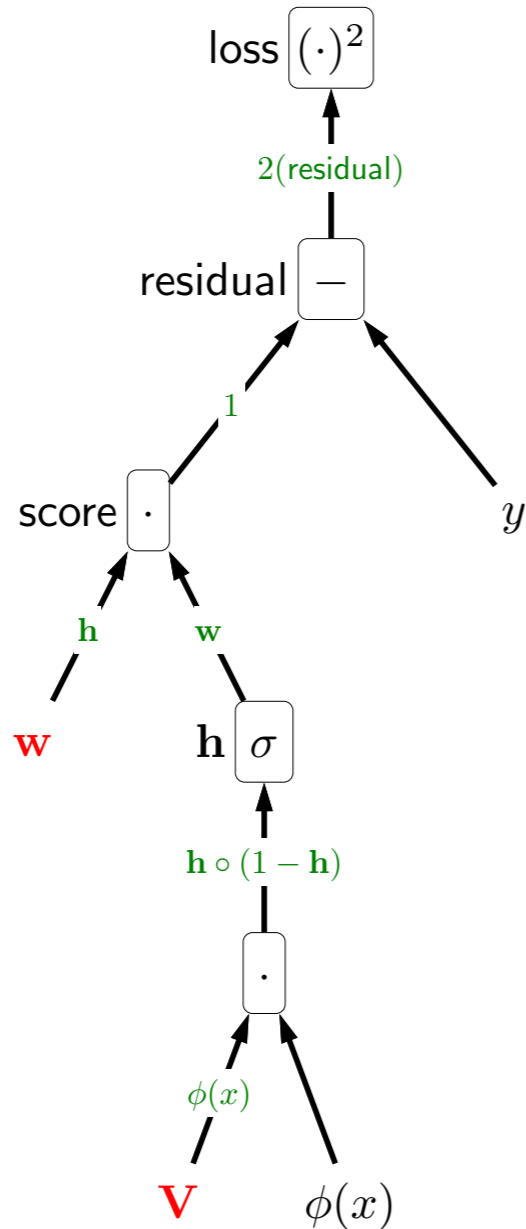 loss (·)²
2(residual)
residual −
1
score ·
y
h w
w
h σ
h ∘ (1 − h)
·
ϕ(x)
V ϕ(x)